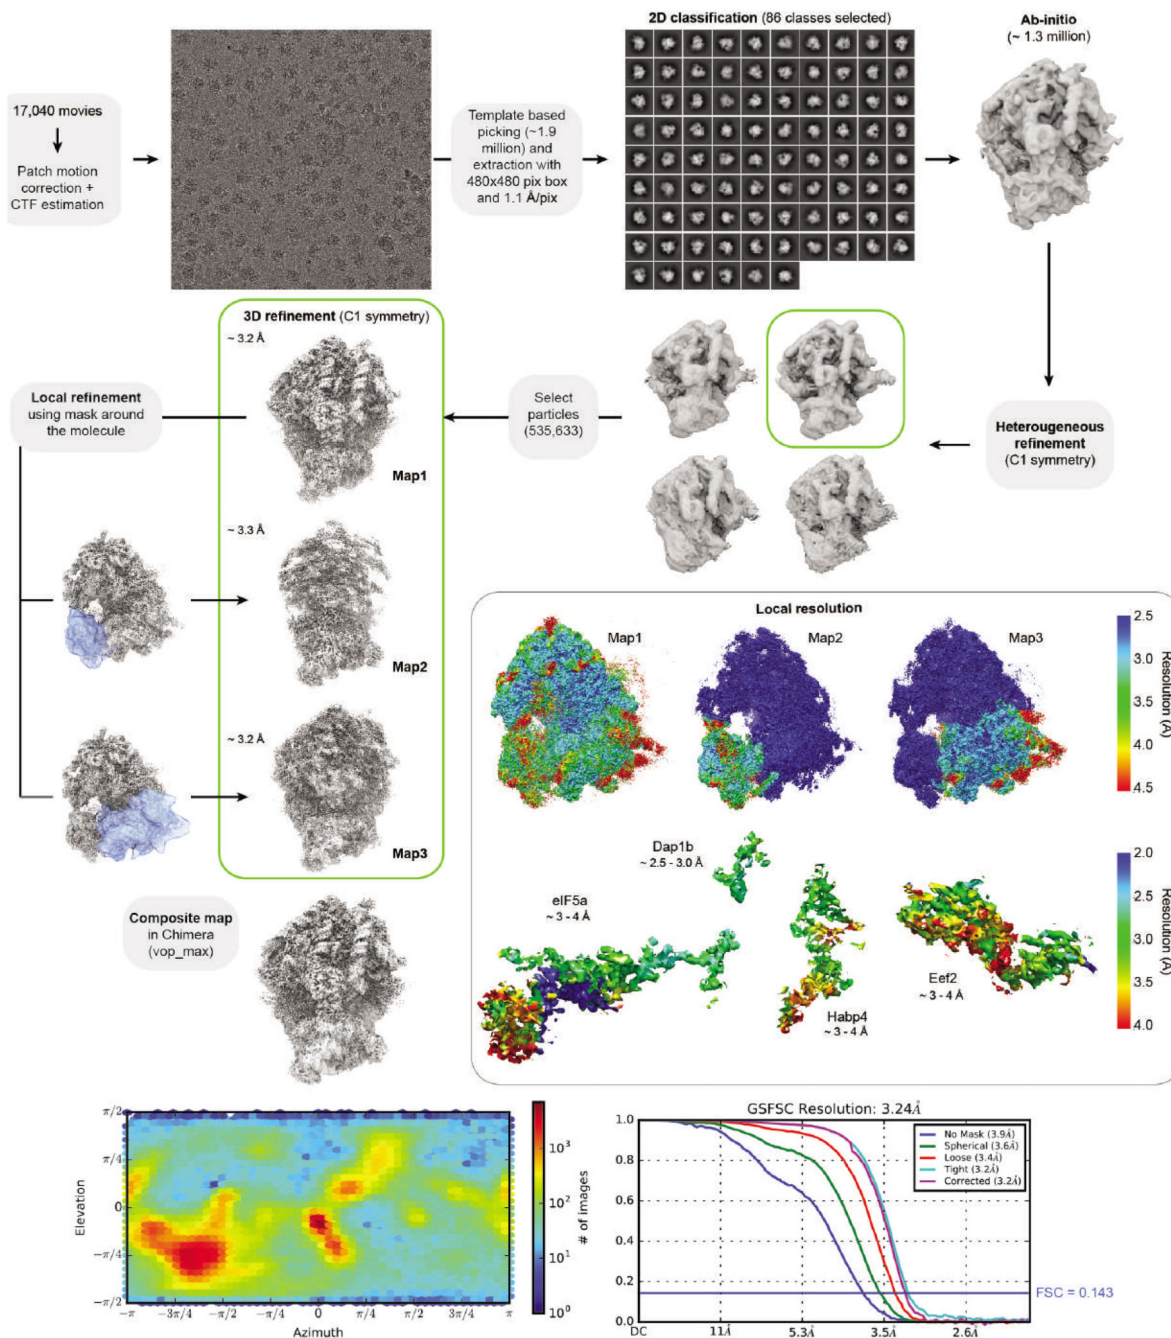 2D classification (86 classes selected)
Ab-initio
(~ 1.3 million)
17,040 movies
Patch motion
correction +
CTF estimation
Template based
picking (~1.9
million) and
extraction with
480x480 pix box
and 1.1 Å/pix
3D refinement (C1 symmetry)
~ 3.2 Å
Local refinement
using mask around
the molecule
Map1
Select
particles
(535,633)
Heterougeneous
refinement
(C1 symmetry)
~ 3.3 Å
Map2
~ 3.2 Å
Map3
Composite map
in Chimera
(vop_max)
Local resolution
Map1
Map2
Map3
2.5
3.0
3.5
4.0
4.5
Resolution (Å)
Dap1b
~ 2.5 - 3.0 Å
eIF5a
~ 3 - 4 Å
Habp4
~ 3 - 4 Å
Eef2
~ 3 - 4 Å
2.0
2.5
3.0
3.5
4.0
Resolution (Å)
π/2
π/4
0
−π/4
−π/2
Elevation
−π
−3π/4
−π/2
−π/4
0
π/4
π/2
3π/4
π
Azimuth
10³
10²
10¹
10⁰
# of images
GSFSC Resolution: 3.24Å
1.0
0.8
0.6
0.4
0.2
0.0
No Mask (3.9Å)
Spherical (3.6Å)
Loose (3.4Å)
Tight (3.2Å)
Corrected (3.2Å)
FSC = 0.143
DC
11Å
5.3Å
3.5Å
2.6Å